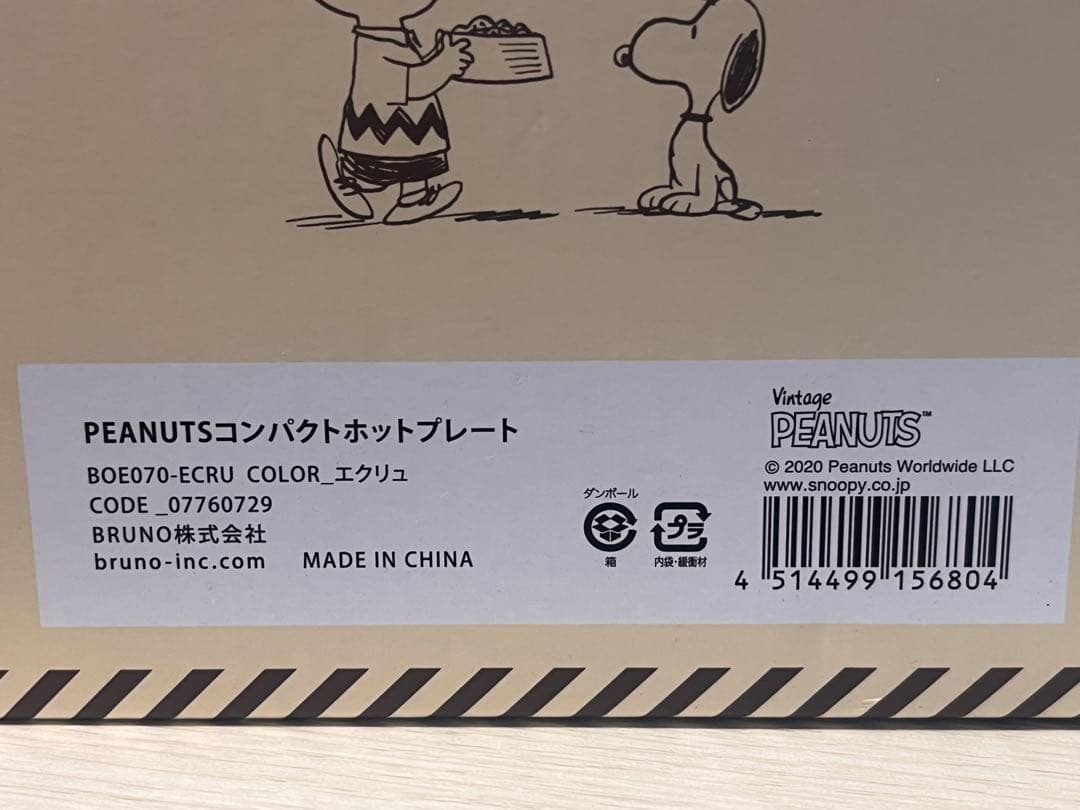 PEANUTSコンパクトホットプレート
BOE070-ECRU COLOR_エクリュ
CODE _07760729
BRUNO株式会社
bruno-inc.com MADE IN CHINA
ダンボール
箱
プラ
内袋・緩衝材
Vintage
PEANUTS™
© 2020 Peanuts Worldwide LLC
www.snoopy.co.jp
4 514499 156804